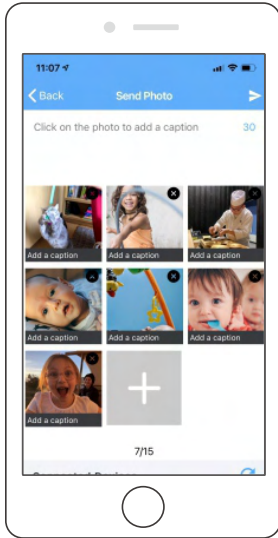 11:07
Back Send Photo
Click on the photo to add a caption 30
Add a caption Add a caption Add a caption
Add a caption Add a caption Add a caption
Add a caption
7/15